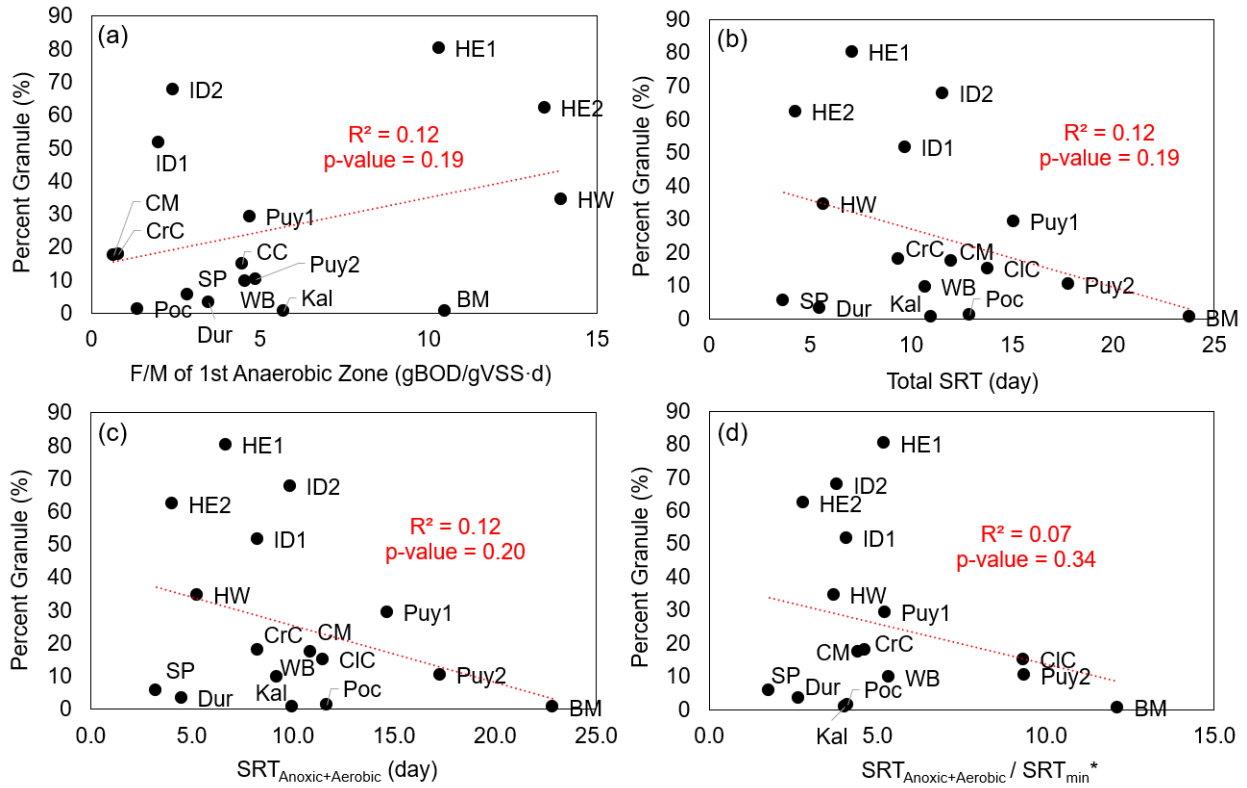 (a)
Percent Granule (%)
90
80
70
60
50
40
30
20
10
0
HE1
ID2
HE2
R² = 0.12
p-value = 0.19
ID1
HW
CM
CrC
Puy1
CC
Puy2
SP
WB
Kal
BM
Poc
Dur
0
5
10
15
F/M of 1st Anaerobic Zone (gBOD/gVSS·d)
(b)
Percent Granule (%)
90
80
70
60
50
40
30
20
10
0
HE1
ID2
HE2
R² = 0.12
p-value = 0.19
ID1
HW
Puy1
CrC
CM
ClC
WB
Puy2
SP
Dur
Kal
Poc
BM
0
5
10
15
20
25
Total SRT (day)
(c)
Percent Granule (%)
90
80
70
60
50
40
30
20
10
0
HE1
ID2
HE2
R² = 0.12
p-value = 0.20
ID1
HW
Puy1
CrC
CM
SP
WB
ClC
Puy2
Dur
Kal
Poc
BM
0.0
5.0
10.0
15.0
20.0
25.0
SRTAnoxic+Aerobic (day)
(d)
Percent Granule (%)
90
80
70
60
50
40
30
20
10
0
HE1
ID2
HE2
ID1
R² = 0.07
p-value = 0.34
HW
Puy1
CM
CrC
ClC
SP
WB
Puy2
Dur
Poc
BM
Kal
0.0
5.0
10.0
15.0
SRTAnoxic+Aerobic / SRTmin*